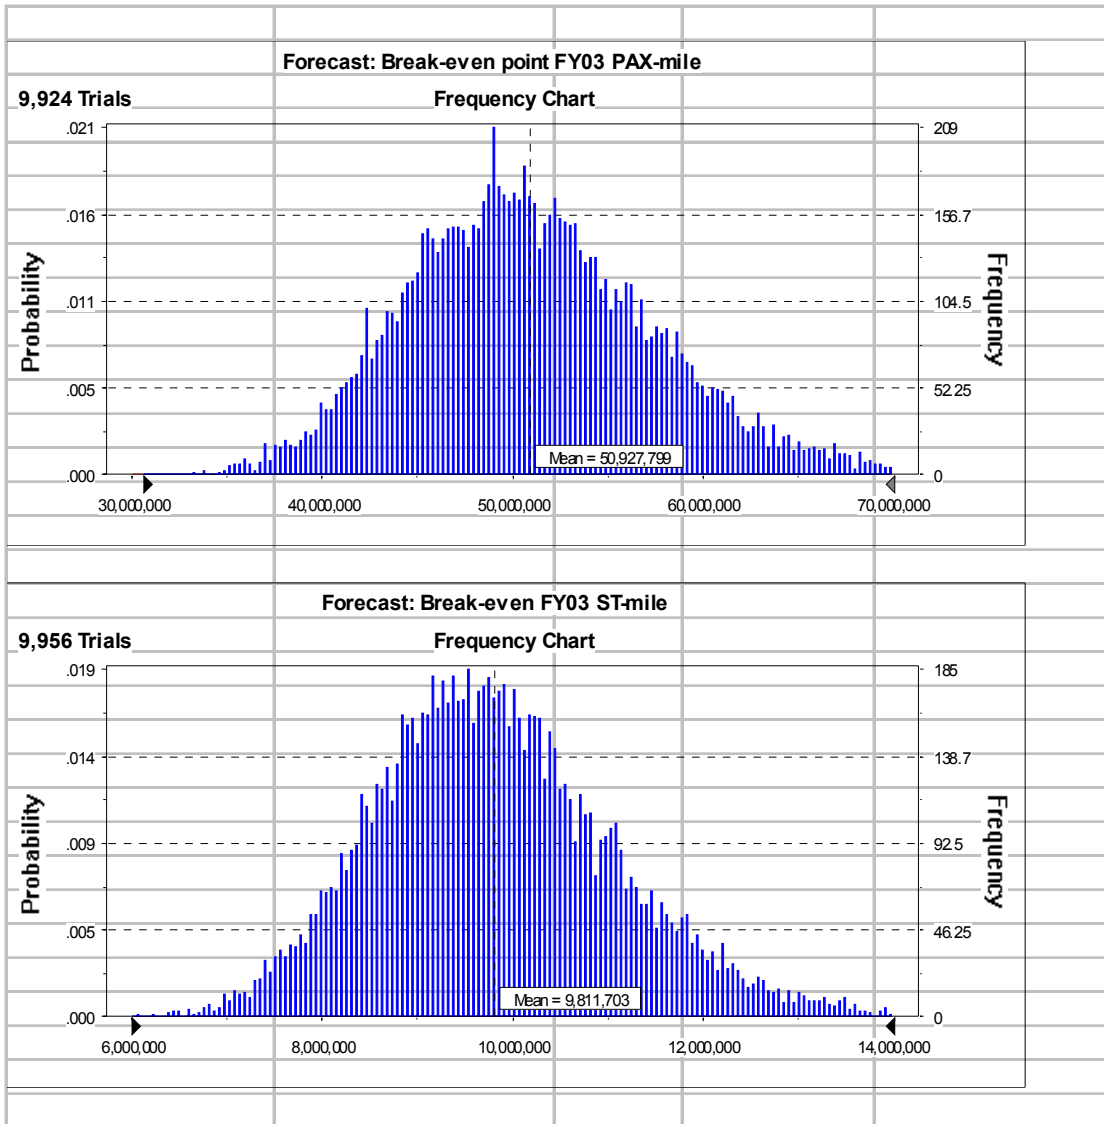 Forecast: Break-even point FY03 PAX-mile
9,924 Trials
Frequency Chart
.021
209
.016
156.7
.011
104.5
.005
52.25
.000
0
Probability
Frequency
Mean = 50,927,799
30,000,000 40,000,000 50,000,000 60,000,000 70,000,000
Forecast: Break-even FY03 ST-mile
9,956 Trials
Frequency Chart
.019
185
.014
138.7
.009
92.5
.005
46.25
.000
0
Probability
Frequency
Mean = 9,811,703
6,000,000 8,000,000 10,000,000 12,000,000 14,000,000